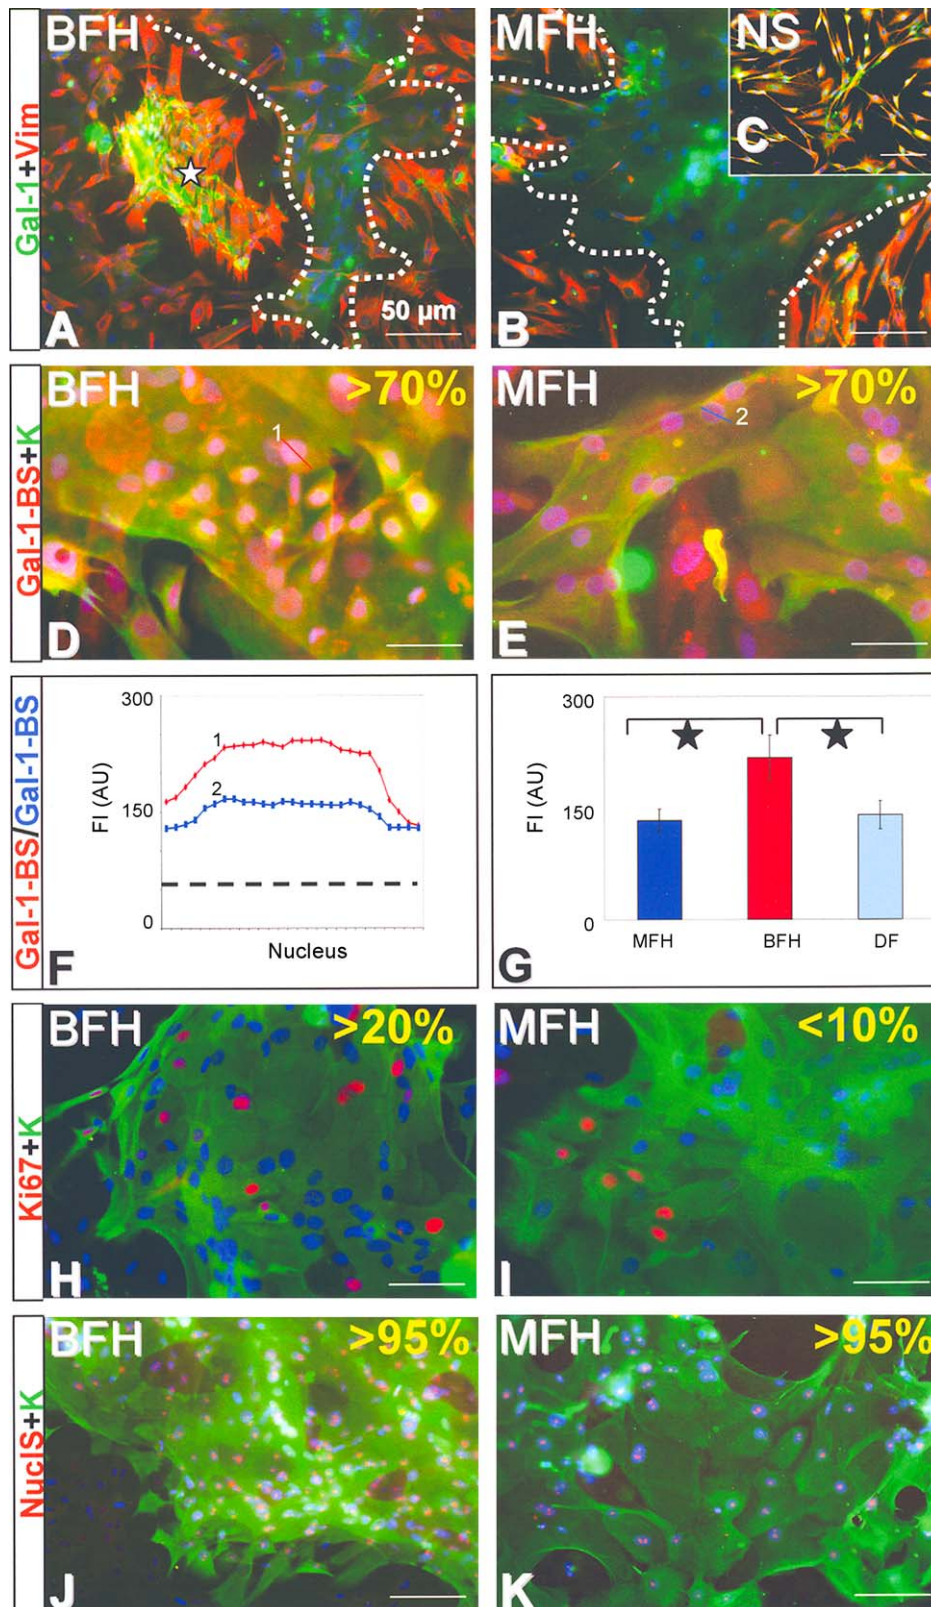 Gal-1+Vim
BFH
A
50 µm
MFH
B
NS
C
Gal-1-BS+K
BFH >70%
1
D
MFH >70%
2
E
Gal-1-BS/Gal-1-BS
300
FI (AU)
150
0
1
2
Nucleus
F
300
FI (AU)
150
0
MFH BFH DF
G
Ki67+K
BFH >20%
H
MFH <10%
I
NuclS+K
BFH >95%
J
MFH >95%
K